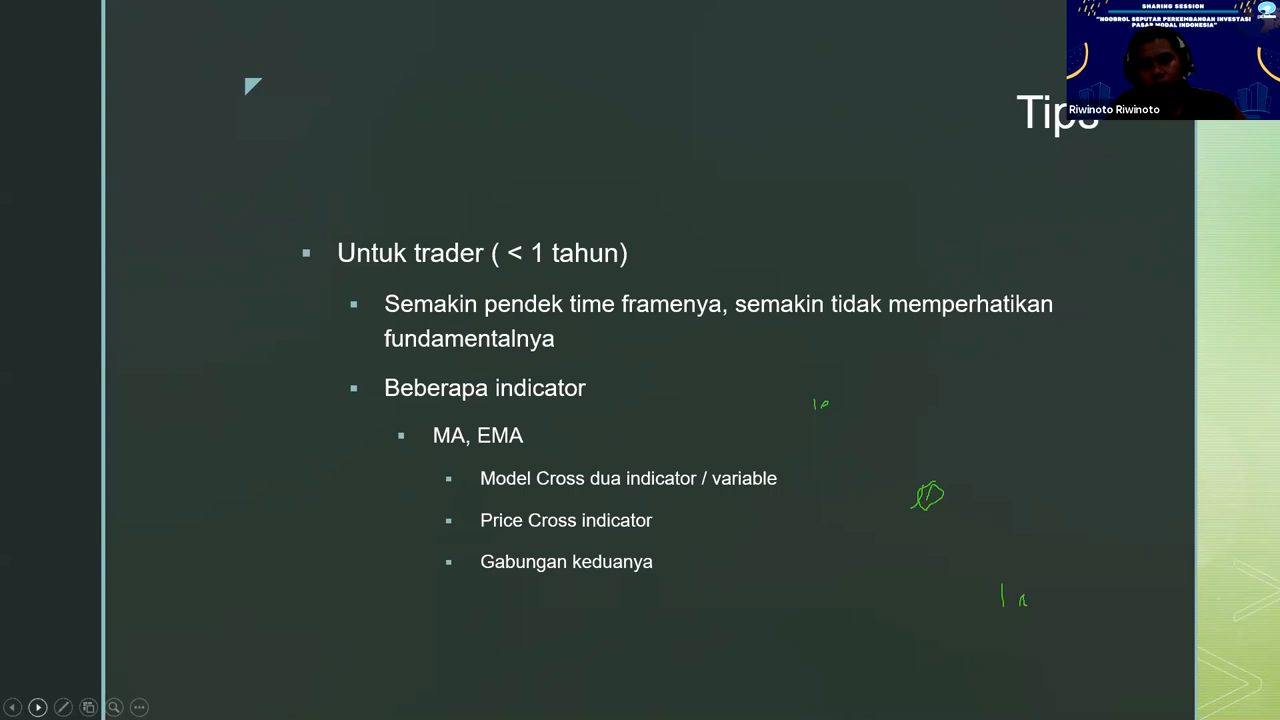 SHARING SESSION
"NGOBROL SEPUTAR PERKEMBANGAN INVESTASI
PASAR MODAL INDONESIA"
Riwinoto Riwinoto
Tips
Untuk trader ( < 1 tahun)
Semakin pendek time framenya, semakin tidak memperhatikan
fundamentalnya
Beberapa indicator
MA, EMA
Model Cross dua indicator / variable
Price Cross indicator
Gabungan keduanya